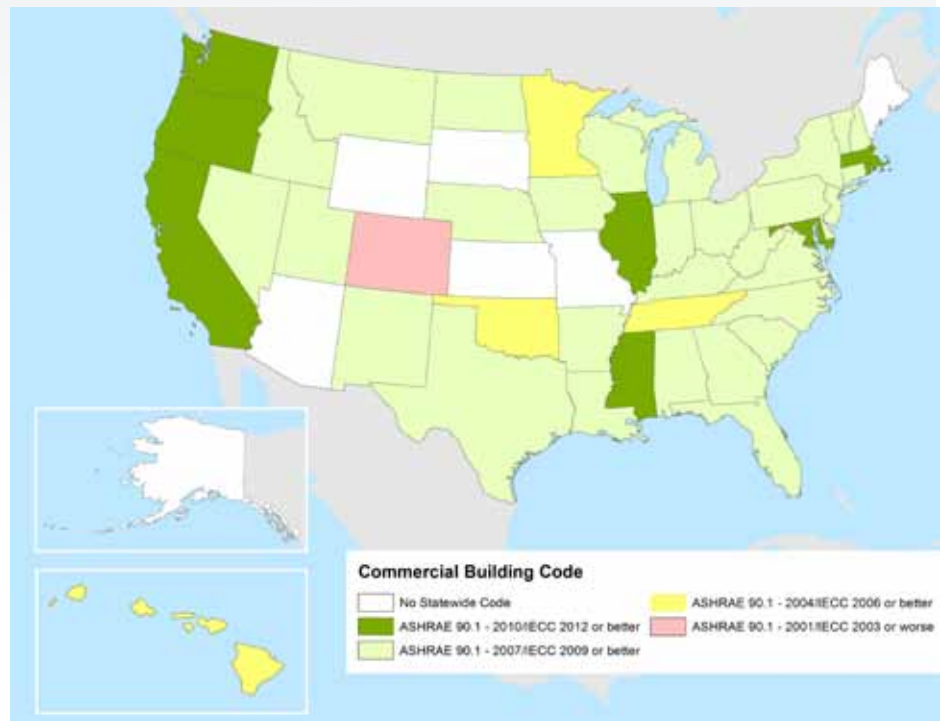 Commercial Building Code
No Statewide Code
ASHRAE 90.1 - 2010/IECC 2012 or better
ASHRAE 90.1 - 2007/IECC 2009 or better
ASHRAE 90.1 - 2004/IECC 2006 or better
ASHRAE 90.1 - 2001/IECC 2003 or worse